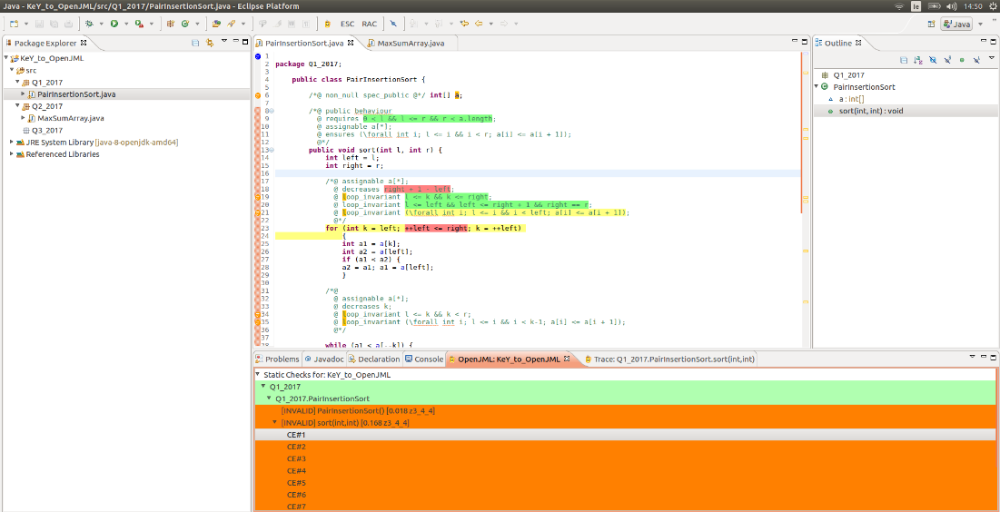 Java - KeY_to_OpenJML/src/Q1_2017/PairInsertionSort.java - Eclipse Platform
Ie
14:50
ESC RAC
Java
Package Explorer
KeY_to_OpenJML
src
Q1_2017
PairInsertionSort.java
Q2_2017
MaxSumArray.java
Q3_2017
JRE System Library [java-8-openjdk-amd64]
Referenced Libraries
PairInsertionSort.java
MaxSumArray.java
1
2 package Q1_2017;
3
4 public class PairInsertionSort {
5
6 /*@ non_null spec_public @*/ int[] a;
7
8 /*@ public behaviour
9 @ requires 0 < l && l <= r && r < a.length;
10 @ assignable a[*];
11 @ ensures (\forall int i; l <= i && i < r; a[i] <= a[i + 1]);
12 @*/
13 public void sort(int l, int r) {
14 int left = l;
15 int right = r;
16
17 /*@ assignable a[*];
18 @ decreases right + 1 - left;
19 @ loop_invariant l <= k && k <= right;
20 @ loop_invariant l <= left && left <= right + 1 && right == r;
21 @ loop_invariant (\forall int i; l <= i && i < left; a[i] <= a[i + 1]);
22 @*/
23 for (int k = left; ++left <= right; k = ++left)
24 {
25 int a1 = a[k];
26 int a2 = a[left];
27 if (a1 < a2) {
28 a2 = a1; a1 = a[left];
29 }
30
31 /*@
32 @ assignable a[*];
33 @ decreases k;
34 @ loop_invariant l <= k && k < r;
35 @ loop_invariant (\forall int i; l <= i && i < k-1; a[i] <= a[i + 1]);
36 @*/
37
38 while (a1 < a[--k]) {
Outline
Q1_2017
PairInsertionSort
a : int[]
sort(int, int) : void
Problems
Javadoc
Declaration
Console
OpenJML: KeY_to_OpenJML
Trace: Q1_2017.PairInsertionSort.sort(int,int)
Static Checks for: KeY_to_OpenJML
Q1_2017
Q1_2017.PairInsertionSort
[INVALID] PairInsertionSort() [0.018 z3_4_4]
[INVALID] sort(int,int) [0.168 z3_4_4]
CE#1
CE#2
CE#3
CE#4
CE#5
CE#6
CE#7